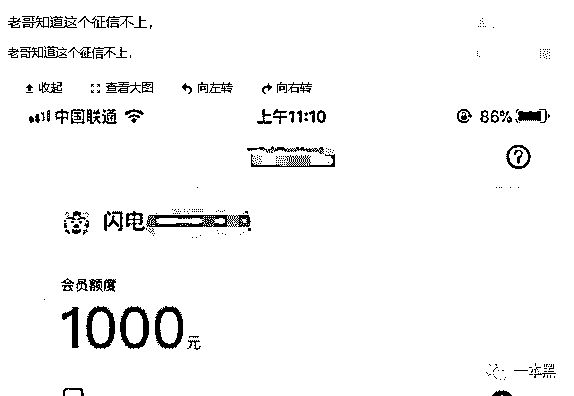 老哥知道这个征信不上，
老哥知道这个征信不上，
收起 查看大图 向左转 向右转
中国联通 上午11:10 86%
?
闪电
会员额度
1000元
一本黑